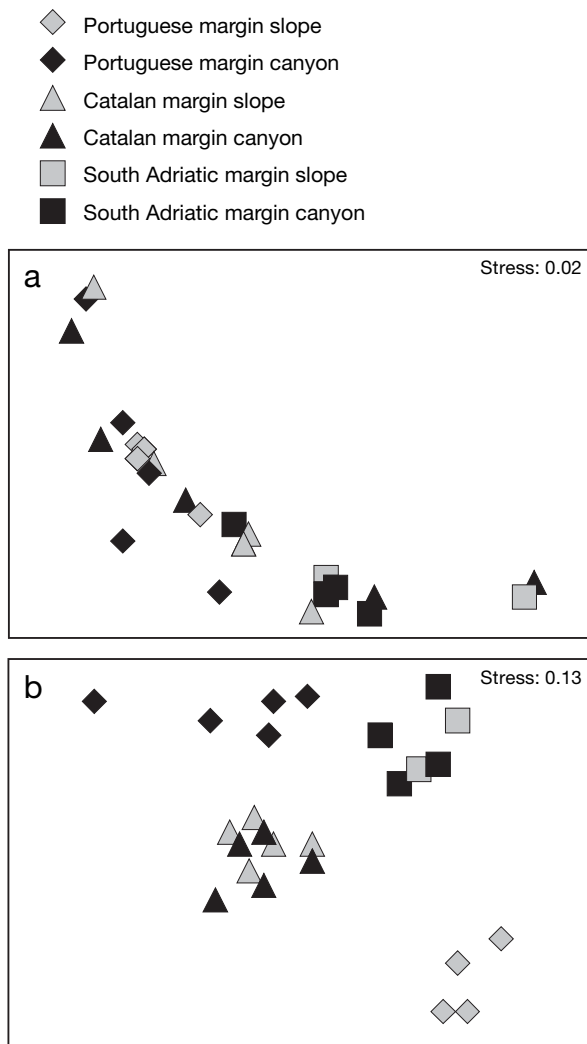 Portuguese margin slope
Portuguese margin canyon
Catalan margin slope
Catalan margin canyon
South Adriatic margin slope
South Adriatic margin canyon
a
Stress: 0.02
b
Stress: 0.13